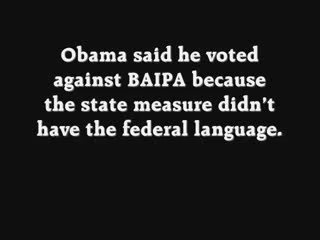 Obama said he voted
against BAIPA because
the state measure didn't
have the federal language.